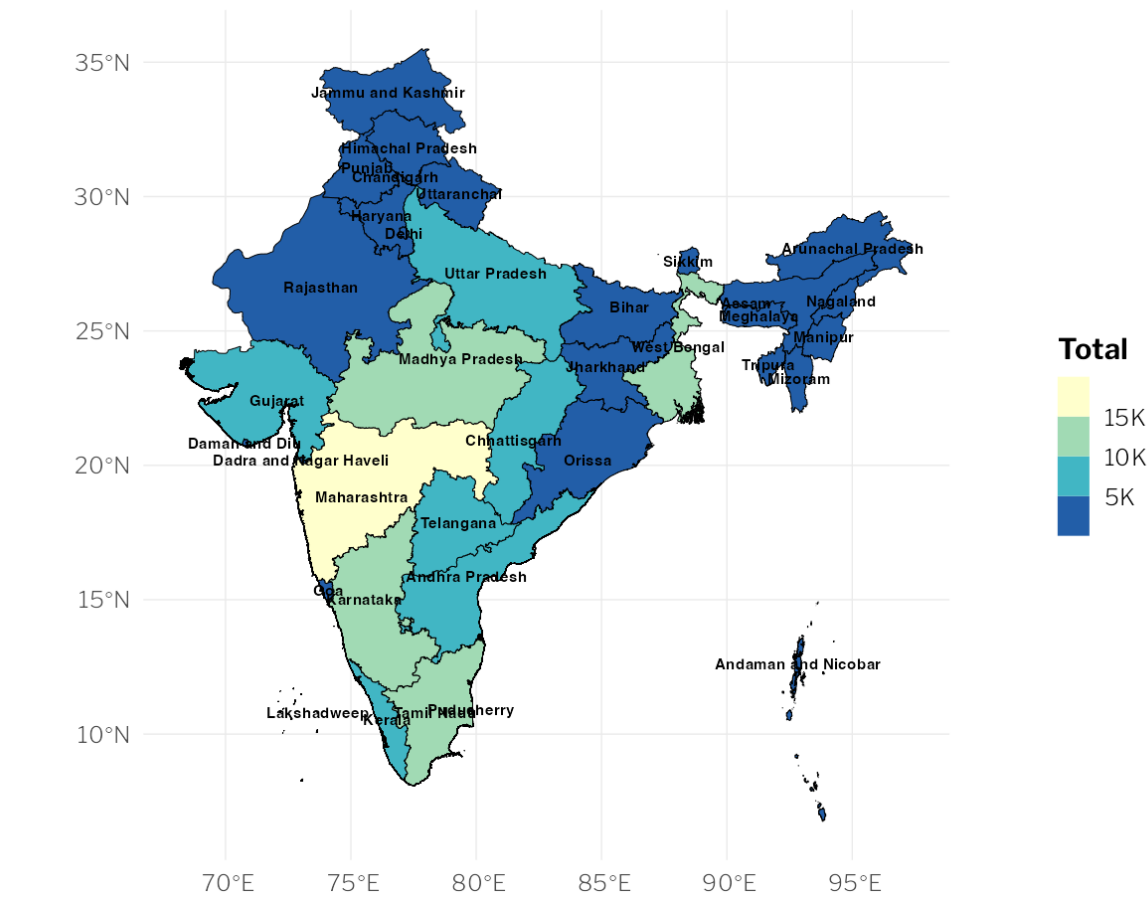 35°N
Jammu and Kashmir
Himachal Pradesh
Punjab
Chandigarh
30°N
Uttaranchal
Haryana
Delhi
Arunachal Pradesh
Sikkim
Uttar Pradesh
Rajasthan
Nagaland
Assam
Bihar
Meghalaya
25°N
Manipur
West Bengal
Madhya Pradesh
Jharkhand
Tripura
Mizoram
Gujarat
Chhattisgarh
Daman and Diu
Dadra and Nagar Haveli
Orissa
20°N
Maharashtra
Telangana
Andhra Pradesh
Goa
Karnataka
15°N
Andaman and Nicobar
Lakshadweep
Kerala
Tamil Nadu
Puducherry
10°N
70°E
75°E
80°E
85°E
90°E
95°E
Total
15K
10K
5K